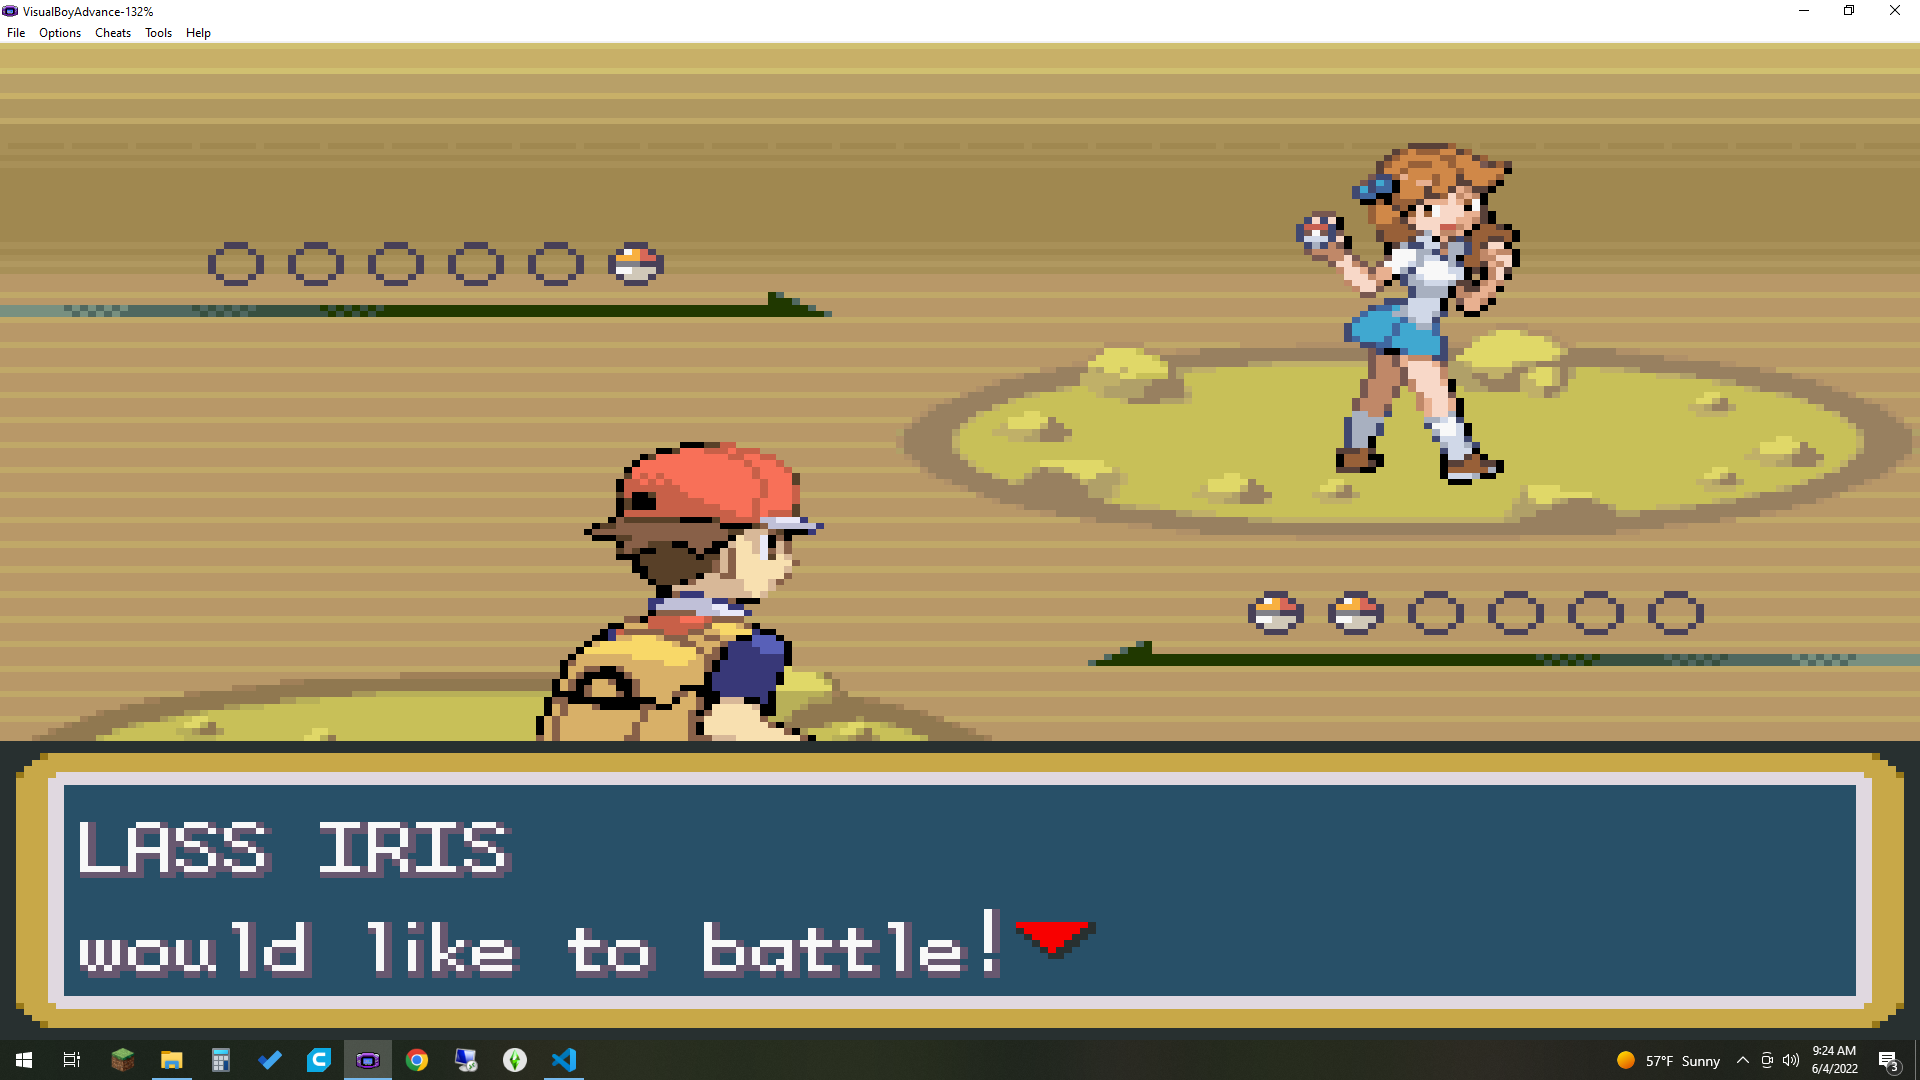 VisualBoyAdvance-132%
File Options Cheats Tools Help
LASS IRIS
would like to battle!
57°F Sunny
9:24 AM
6/4/2022
3